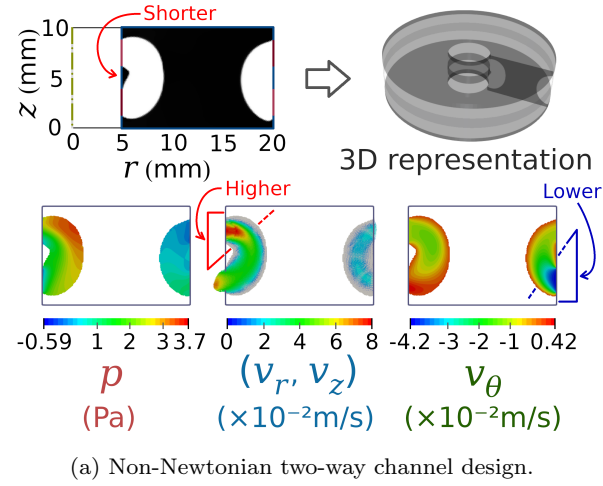 Shorter
10
5
0
z (mm)
0 5 10 15 20
r (mm)
3D representation
Higher
Lower
-0.59 1 2 3 3.7
0 2 4 6 8
-4.2 -3 -2 -1 0.42
p
(Pa)
(vr, vz)
(×10⁻²m/s)
vθ
(×10⁻²m/s)
(a) Non-Newtonian two-way channel design.